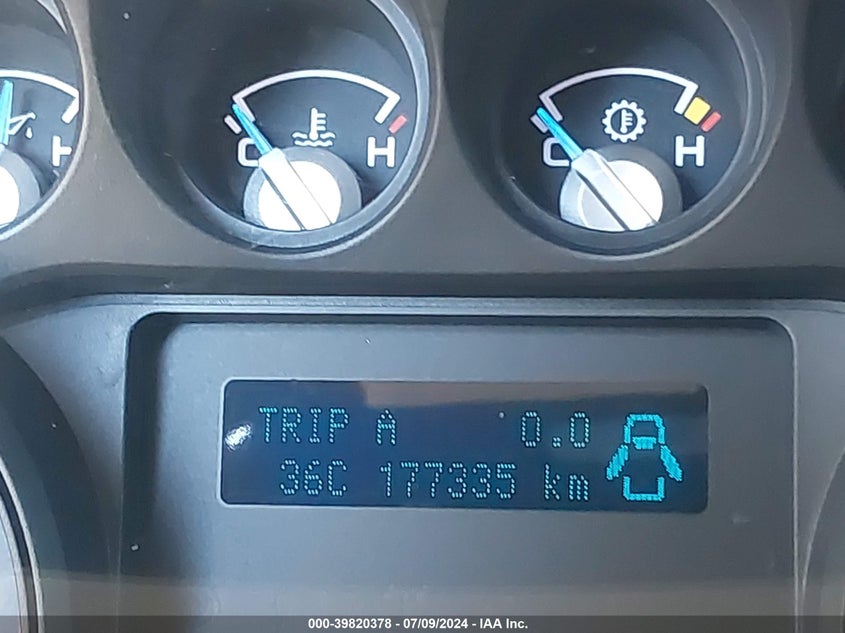 H
C H
C H
TRIP A 0.0
36C 177335 km
000-39820378 - 07/09/2024 - IAA Inc.